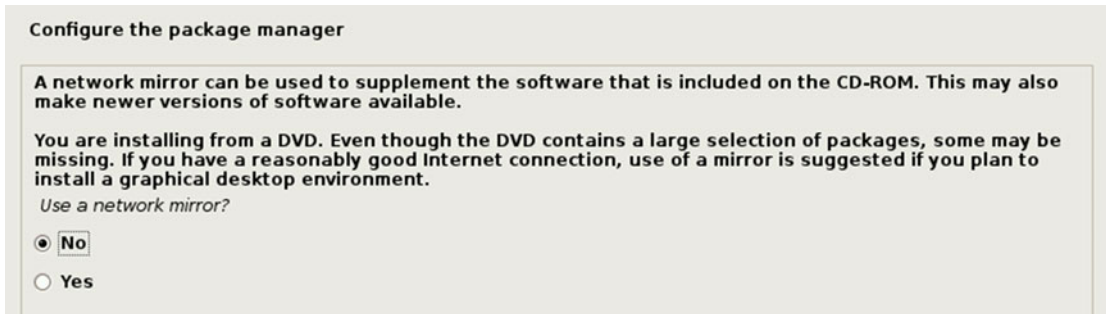 Configure the package manager
A network mirror can be used to supplement the software that is included on the CD-ROM. This may also
make newer versions of software available.
You are installing from a DVD. Even though the DVD contains a large selection of packages, some may be
missing. If you have a reasonably good Internet connection, use of a mirror is suggested if you plan to
install a graphical desktop environment.
Use a network mirror?
No
Yes